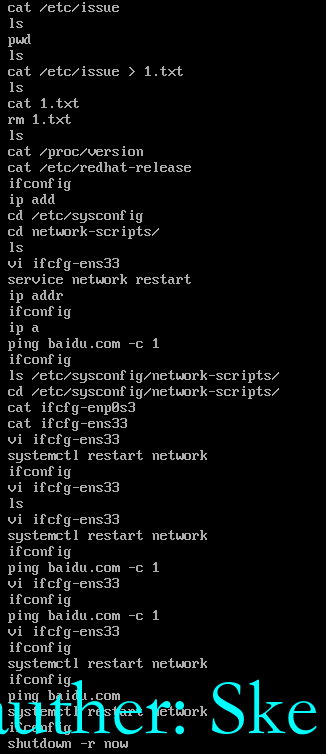 cat /etc/issue
ls
pwd
ls
cat /etc/issue > 1.txt
ls
cat 1.txt
rm 1.txt
ls
cat /proc/version
cat /etc/redhat-release
ifconfig
ip add
cd /etc/sysconfig
cd network-scripts/
ls
vi ifcfg-ens33
service network restart
ip addr
ifconfig
ip a
ping baidu.com -c 1
ifconfig
ls /etc/sysconfig/network-scripts/
cd /etc/sysconfig/network-scripts/
cat ifcfg-enp0s3
cat ifcfg-ens33
vi ifcfg-ens33
systemctl restart network
ifconfig
vi ifcfg-ens33
ls
vi ifcfg-ens33
systemctl restart network
ifconfig
ping baidu.com -c 1
vi ifcfg-ens33
ifconfig
ping baidu.com -c 1
vi ifcfg-ens33
ifconfig
systemctl restart network
ifconfig
ping baidu.com
auther: Ske
systemctl restart network
ifconfig
shutdown -r now